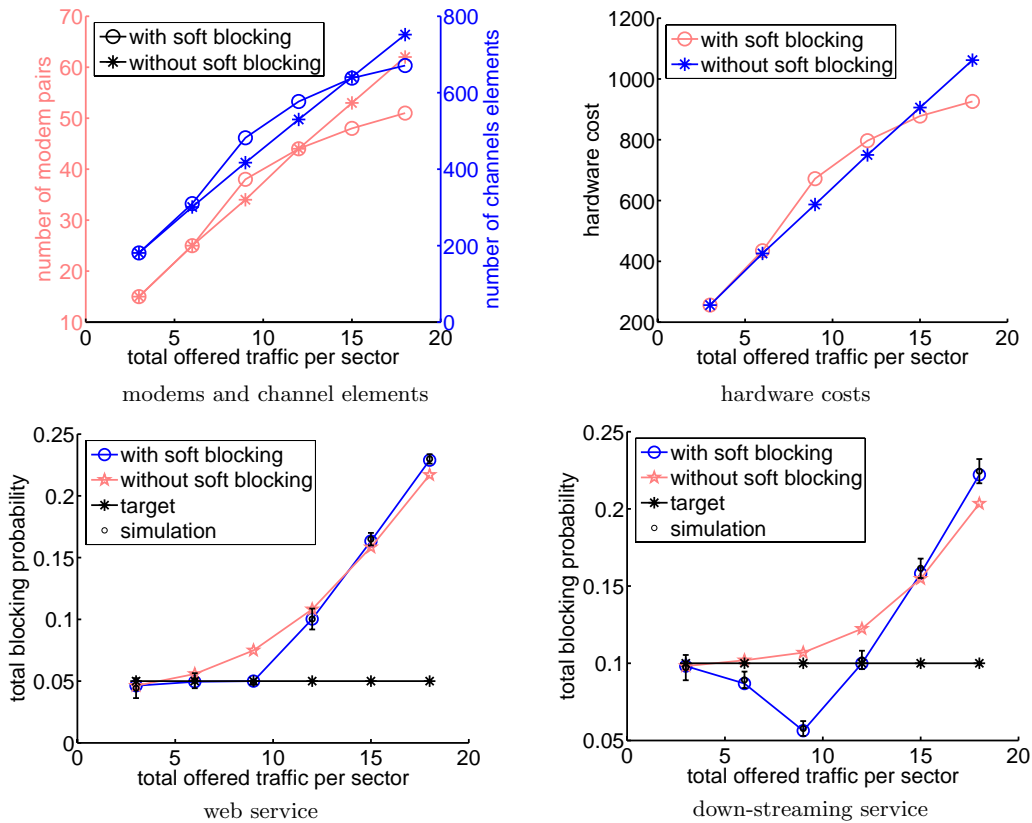 70
60
50
40
30
20
10
number of modem pairs
with soft blocking
without soft blocking
800
600
400
200
0
number of channels elements
0 5 10 15 20
total offered traffic per sector
modems and channel elements
1200
1000
800
600
400
200
hardware cost
with soft blocking
without soft blocking
0 5 10 15 20
total offered traffic per sector
hardware costs
0.25
0.2
0.15
0.1
0.05
0
total blocking probability
with soft blocking
without soft blocking
target
simulation
0 5 10 15 20
total offered traffic per sector
web service
0.25
0.2
0.15
0.1
0.05
total blocking probability
with soft blocking
without soft blocking
target
simulation
0 5 10 15 20
total offered traffic per sector
down-streaming service